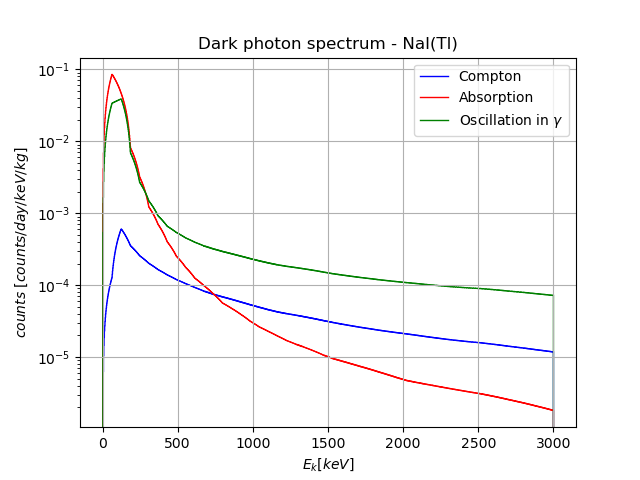 Dark photon spectrum - NaI(Tl)
Compton
Absorption
Oscillation in γ
counts [counts/day/keV/kg]
10⁻¹
10⁻²
10⁻³
10⁻⁴
10⁻⁵
0 500 1000 1500 2000 2500 3000
Eₖ[keV]